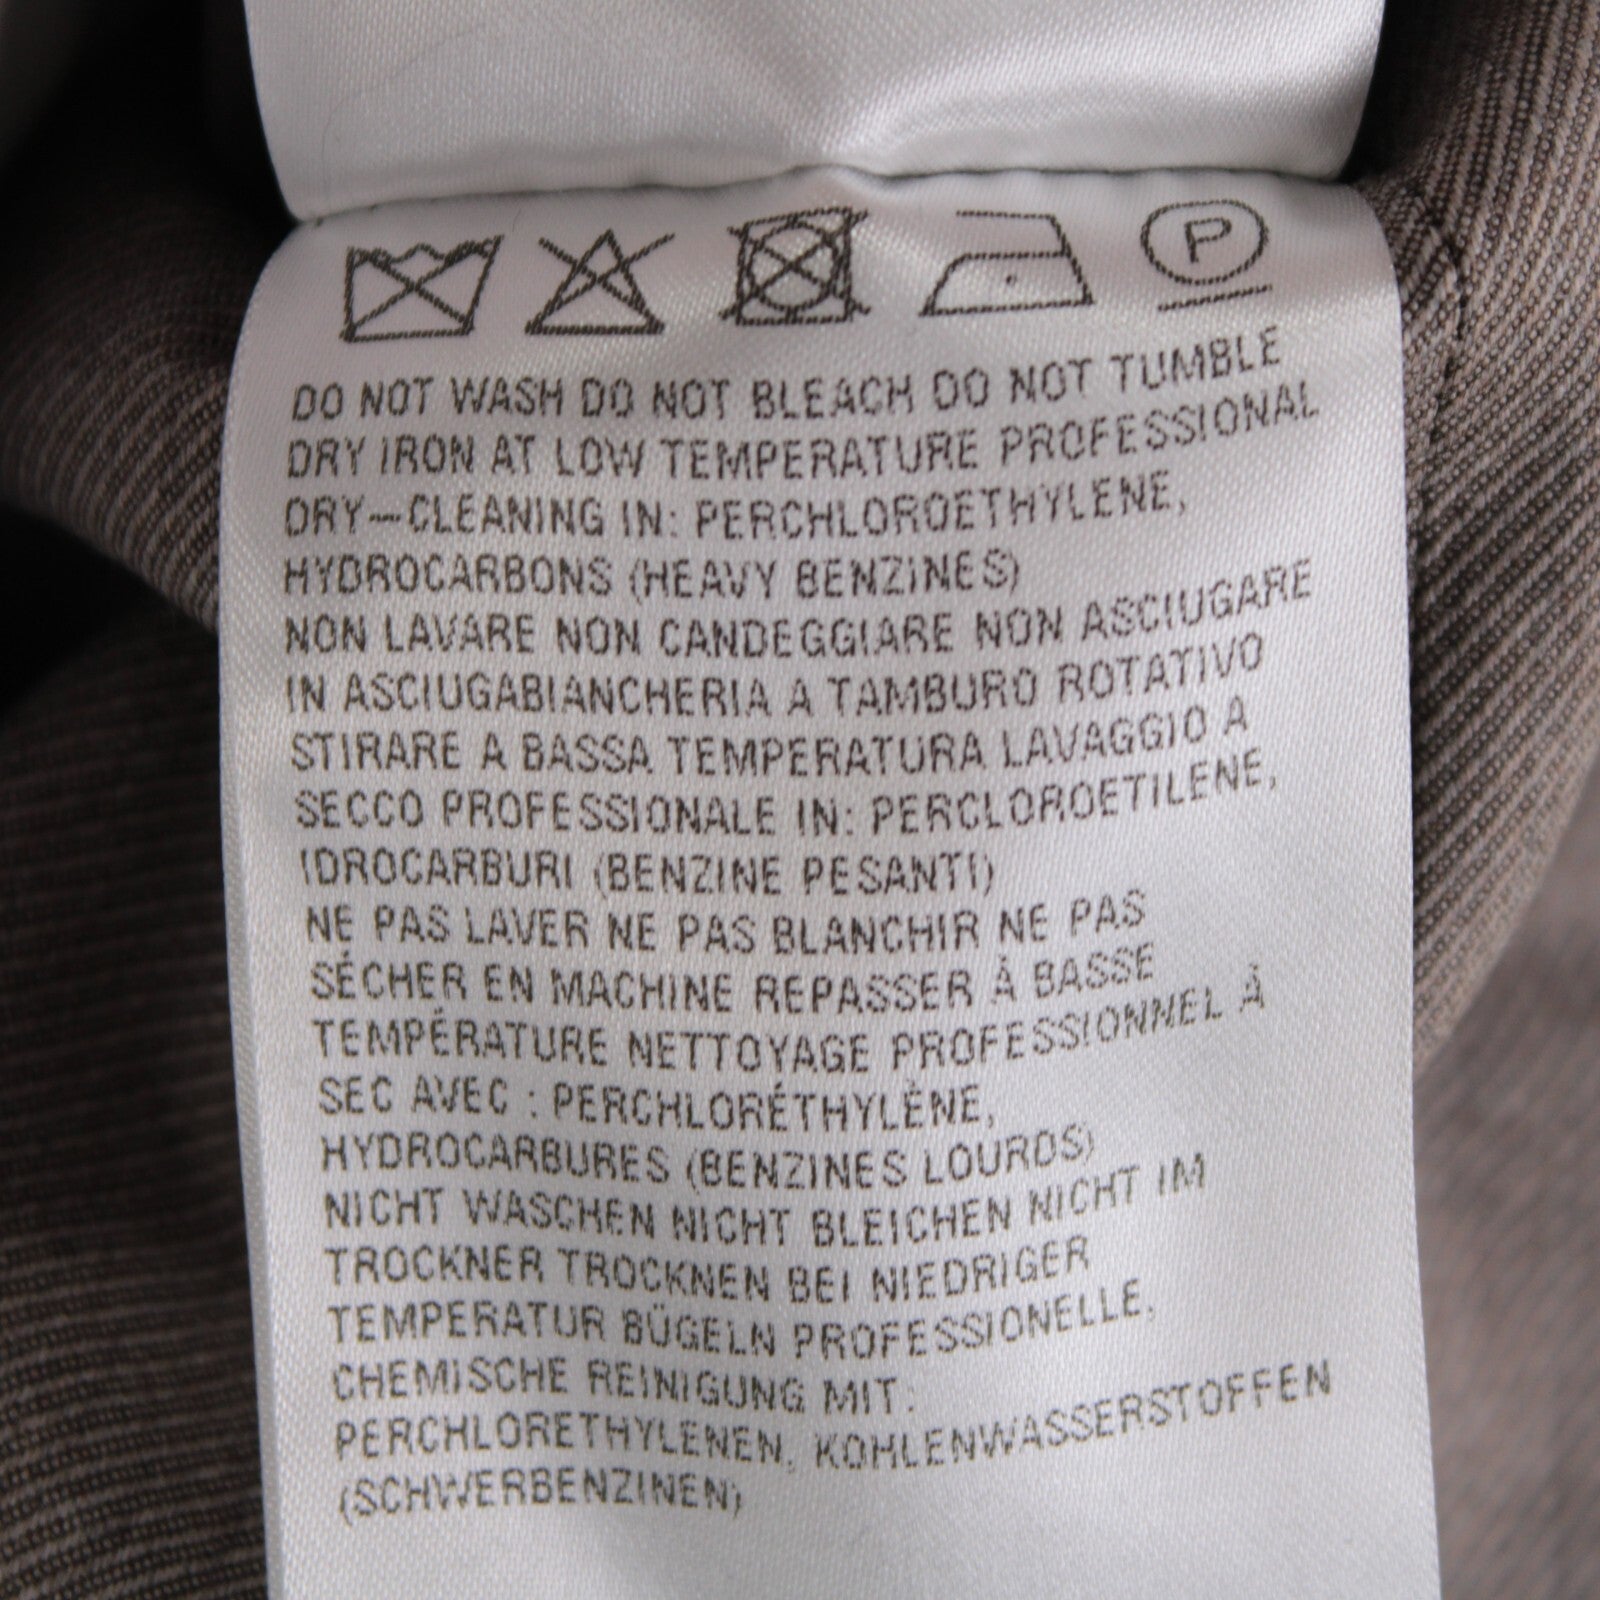 P
DO NOT WASH DO NOT BLEACH DO NOT TUMBLE
DRY IRON AT LOW TEMPERATURE PROFESSIONAL
DRY-CLEANING IN: PERCHLOROETHYLENE,
HYDROCARBONS (HEAVY BENZINES)
NON LAVARE NON CANDEGGIARE NON ASCIUGARE
IN ASCIUGABIANCHERIA A TAMBURO ROTATIVO
STIRARE A BASSA TEMPERATURA LAVAGGIO A
SECCO PROFESSIONALE IN: PERCLOROETILENE,
IDROCARBURI (BENZINE PESANTI)
NE PAS LAVER NE PAS BLANCHIR NE PAS
SÉCHER EN MACHINE REPASSER À BASSE
TEMPÉRATURE NETTOYAGE PROFESSIONNEL À
SEC AVEC : PERCHLORÉTHYLÈNE,
HYDROCARBURES (BENZINES LOURDS)
NICHT WASCHEN NICHT BLEICHEN NICHT IM
TROCKNER TROCKNEN BEI NIEDRIGER
TEMPERATUR BÜGELN PROFESSIONELLE,
CHEMISCHE REINIGUNG MIT:
PERCHLORETHYLENEN, KOHLENWASSERSTOFFEN
(SCHWERBENZINEN)